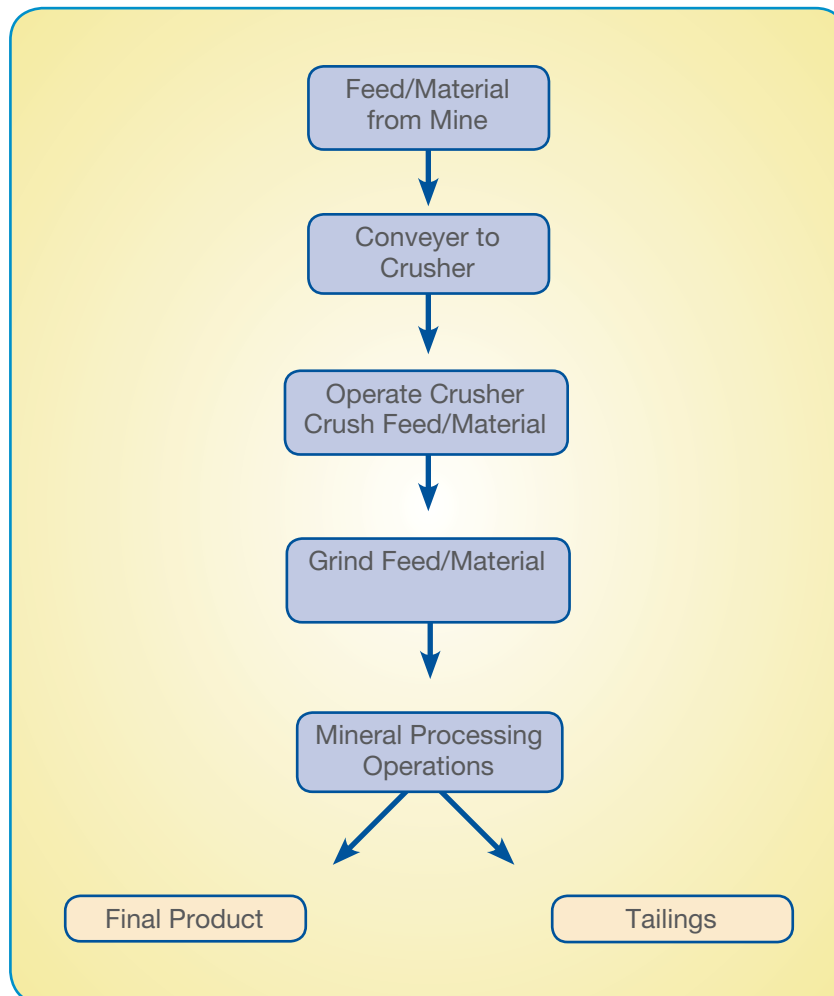 Feed/Material
from Mine
Conveyer to
Crusher
Operate Crusher
Crush Feed/Material
Grind Feed/Material
Mineral Processing
Operations
Final Product
Tailings